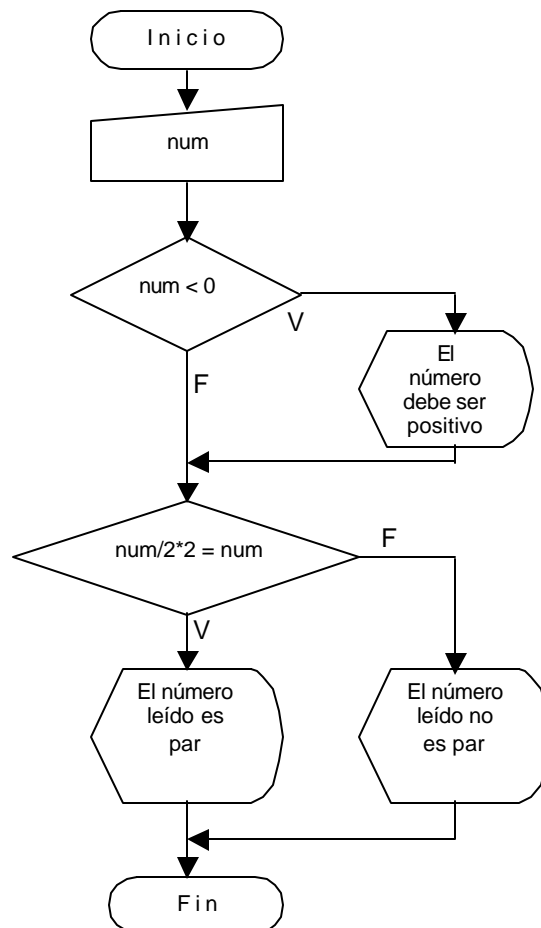 Inicio
num
num < 0
V
F
El
número
debe ser
positivo
num/2*2 = num
F
V
El número
leído es
par
El número
leído no
es par
Fin